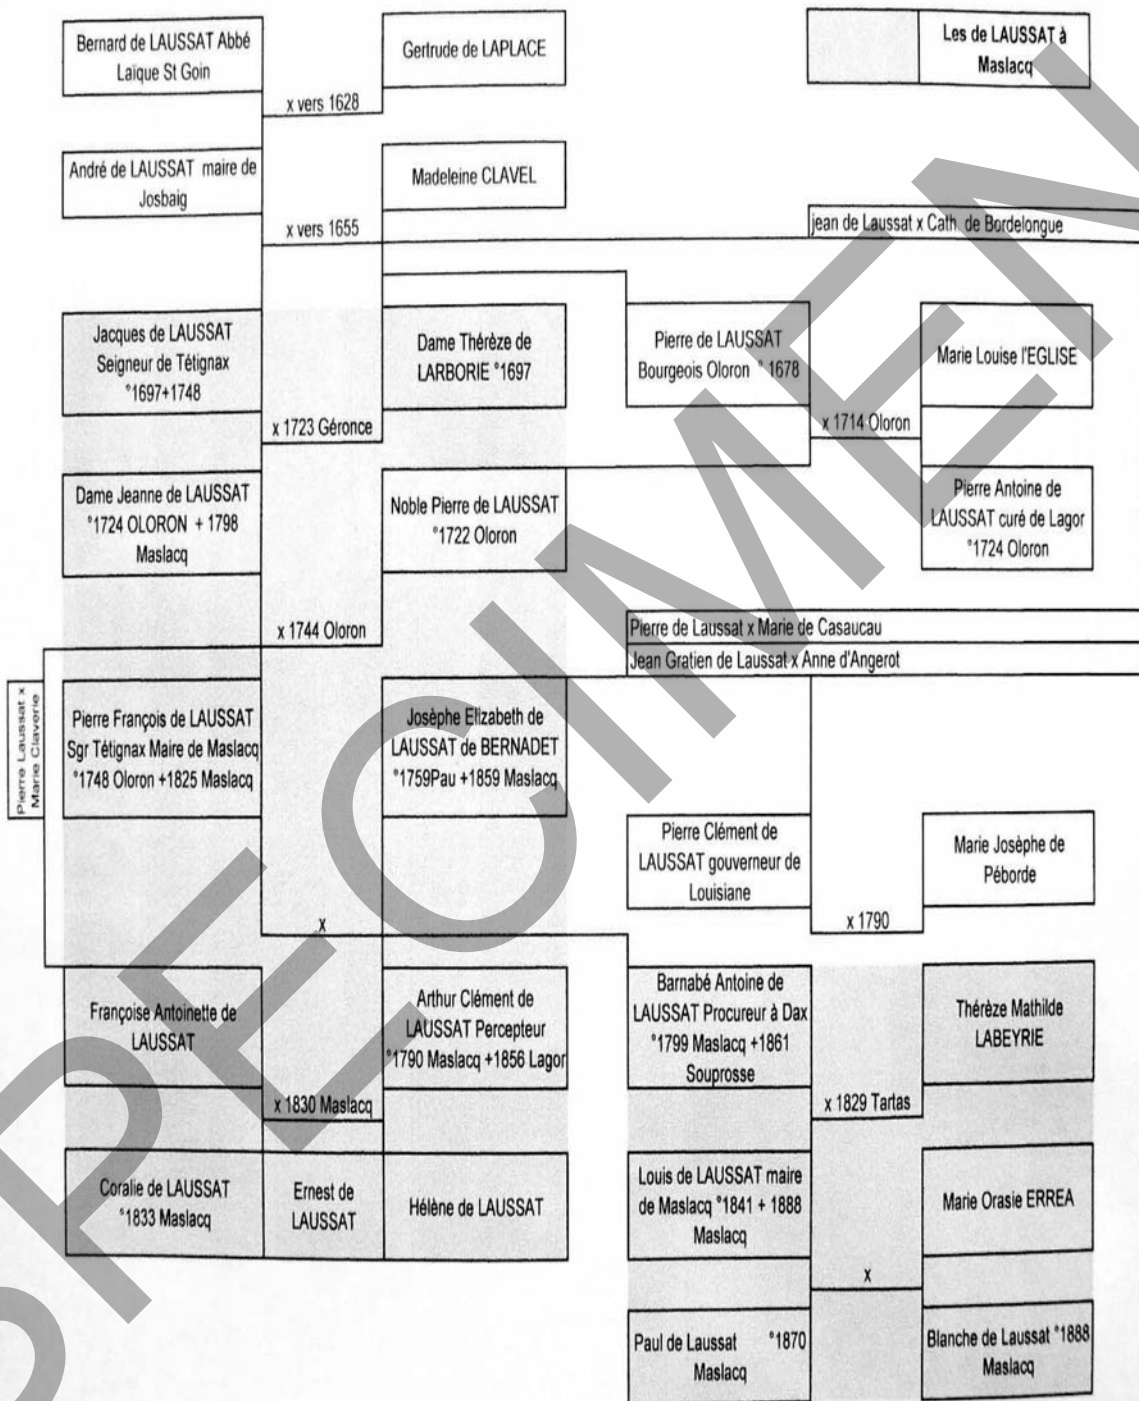 Bernard de LAUSSAT Abbé
Laïque St Goin
Gertrude de LAPLACE
Les de LAUSSAT à
Maslacq
x vers 1628
André de LAUSSAT maire de
Josbaig
Madeleine CLAVEL
x vers 1655
jean de Laussat x Cath. de Bordelongue
Jacques de LAUSSAT
Seigneur de Tétignax
°1697+1748
Dame Thérèze de
LARBORIE °1697
Pierre de LAUSSAT
Bourgeois Oloron ° 1678
Marie Louise l'EGLISE
x 1723 Géronce
x 1714 Oloron
Dame Jeanne de LAUSSAT
°1724 OLORON + 1798
Maslacq
Noble Pierre de LAUSSAT
°1722 Oloron
Pierre Antoine de
LAUSSAT curé de Lagor
°1724 Oloron
x 1744 Oloron
Pierre de Laussat x Marie de Casaucau
Jean Gratien de Laussat x Anne d'Angerot
Pierre Laussat x
Marie Claverie
Pierre François de LAUSSAT
Sgr Tétignax Maire de Maslacq
°1748 Oloron +1825 Maslacq
Josèphe Elizabeth de
LAUSSAT de BERNADET
°1759Pau +1859 Maslacq
Pierre Clément de
LAUSSAT gouverneur de
Louisiane
Marie Josèphe de
Péborde
x
x 1790
Françoise Antoinette de
LAUSSAT
Arthur Clément de
LAUSSAT Percepteur
°1790 Maslacq +1856 Lagor
Barnabé Antoine de
LAUSSAT Procureur à Dax
°1799 Maslacq +1861
Souprosse
Thérèze Mathilde
LABEYRIE
x 1830 Maslacq
x 1829 Tartas
Coralie de LAUSSAT
°1833 Maslacq
Ernest de
LAUSSAT
Hélène de LAUSSAT
Louis de LAUSSAT maire
de Maslacq °1841 + 1888
Maslacq
Marie Orasie ERREA
x
Paul de Laussat °1870
Maslacq
Blanche de Laussat °1888
Maslacq
SPECIMEN